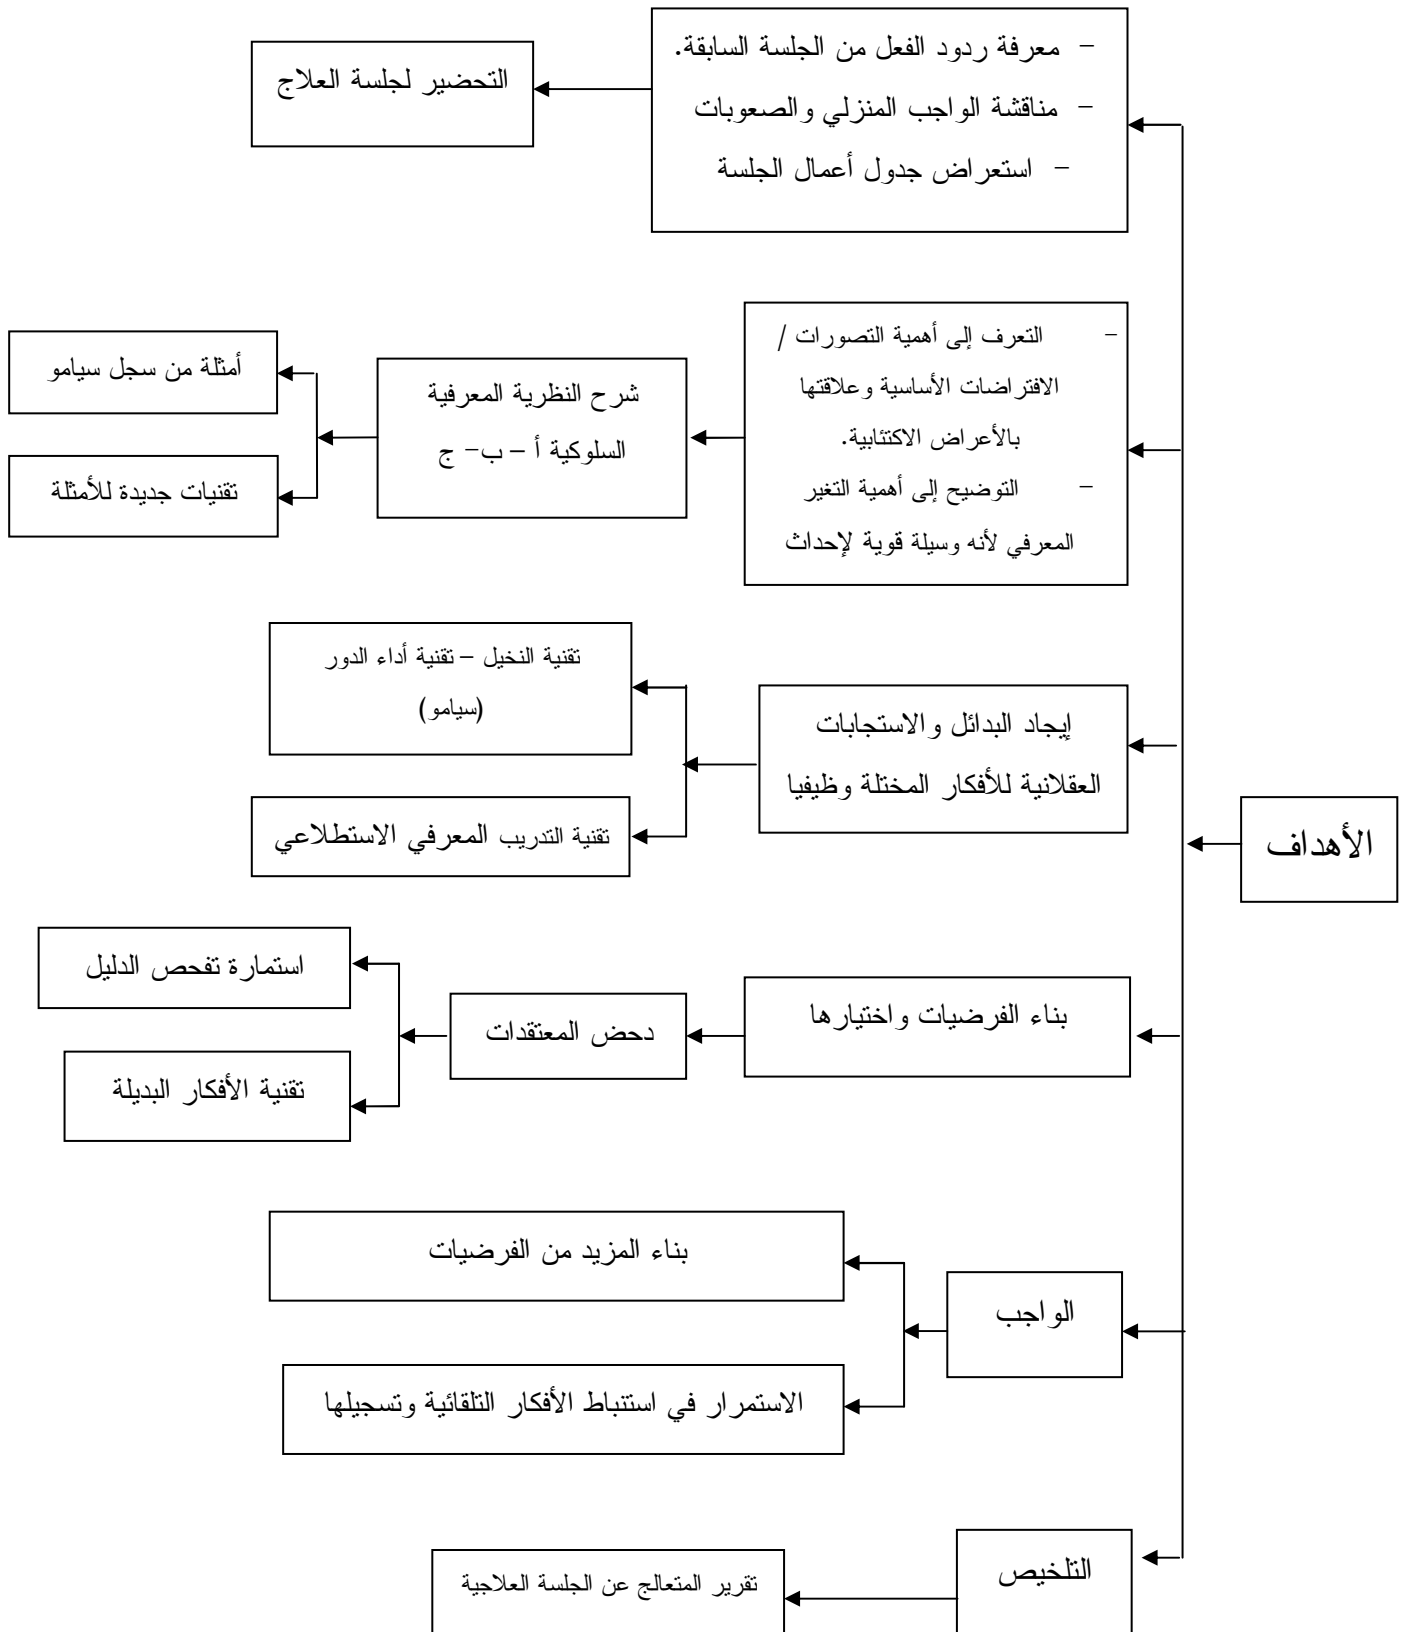 - معرفة ردود الفعل من الجلسة السابقة.
- مناقشة الواجب المنزلي والصعوبات
- استعراض جدول أعمال الجلسة
التحضير لجلسة العلاج
- التعرف إلى أهمية التصورات /
الافتراضات الأساسية وعلاقتها
بالأعراض الاكتئابية.
- التوضيح إلى أهمية التغير
المعرفي لأنه وسيلة قوية لإحداث
شرح النظرية المعرفية
السلوكية أ – ب- ج
أمثلة من سجل سيامو
تقنيات جديدة للأمثلة
الأهداف
إيجاد البدائل والاستجابات
العقلانية للأفكار المختلة وظيفيا
تقنية النخيل – تقنية أداء الدور
(سيامو)
تقنية التدريب المعرفي الاستطلاعي
بناء الفرضيات واختيارها
دحض المعتقدات
استمارة تفحص الدليل
تقنية الأفكار البديلة
الواجب
بناء المزيد من الفرضيات
الاستمرار في استنباط الأفكار التلقائية وتسجيلها
التلخيص
تقرير المتعالج عن الجلسة العلاجية